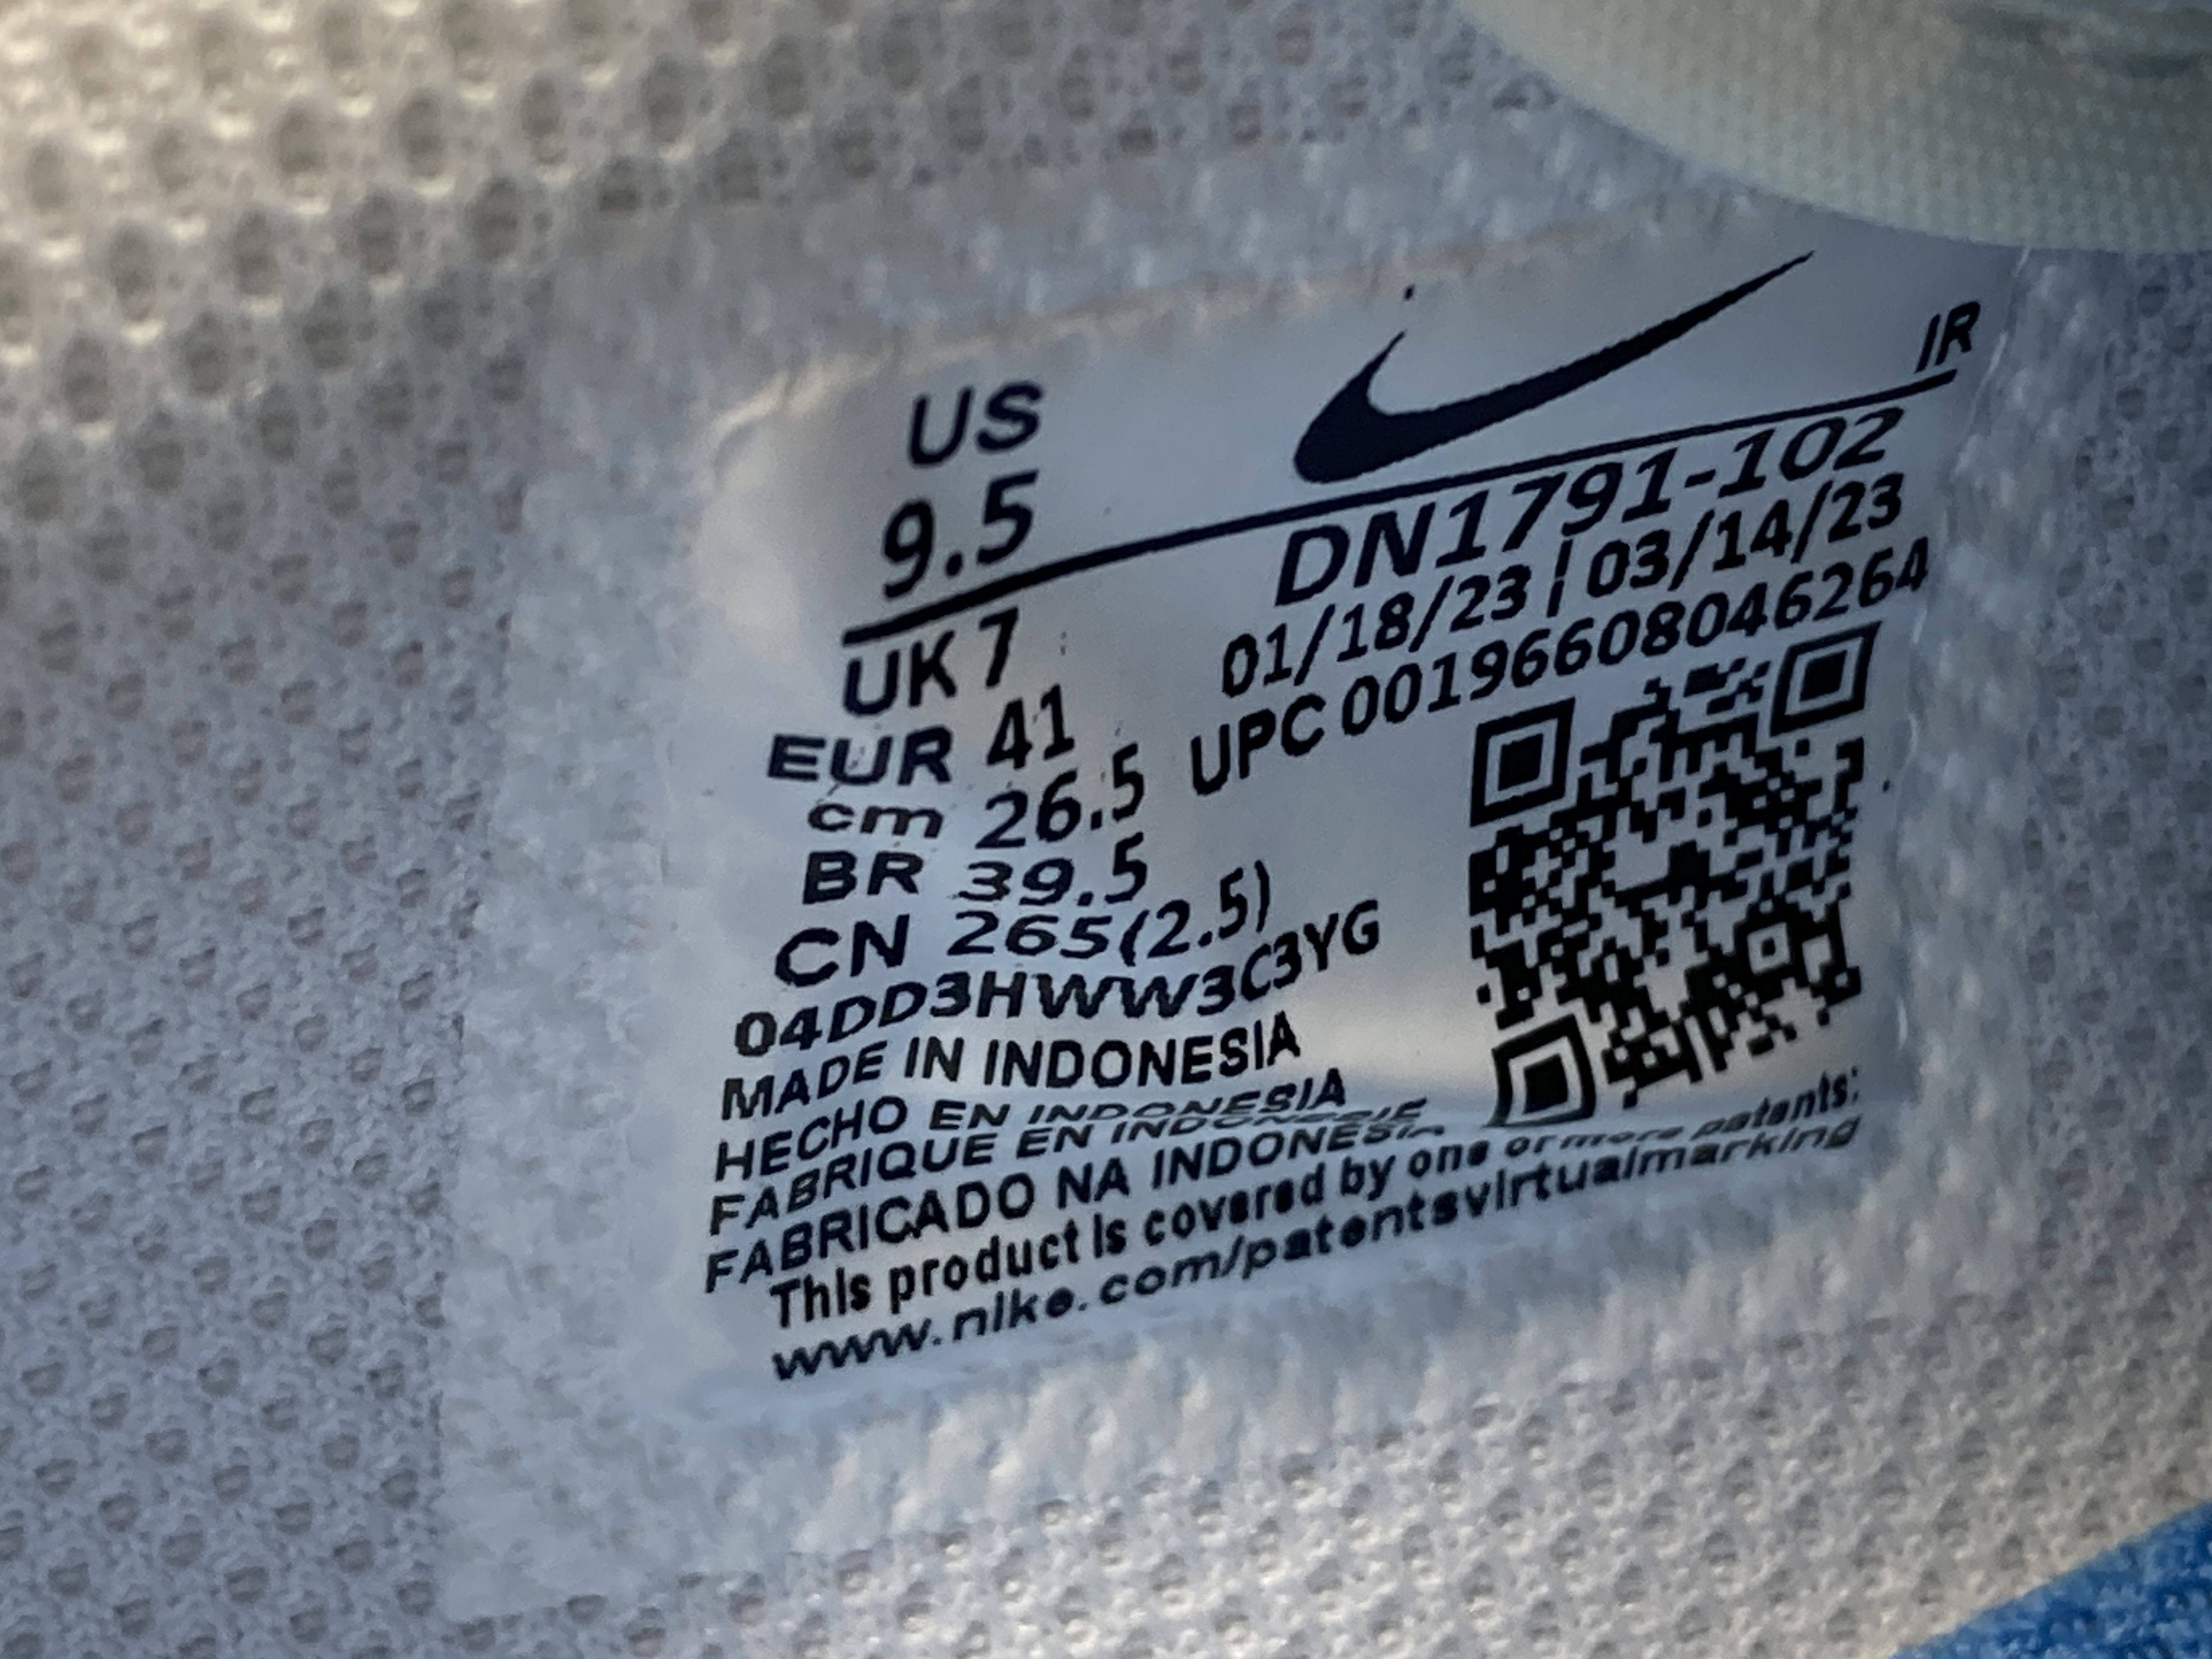 US
9.5
IR
UK 7
EUR 41
cm 26.5
BR 39.5
CN 265(2.5)
DN1791-102
01/18/23 | 03/14/23
UPC 00196608046264
04DD3HWW3C3YG
MADE IN INDONESIA
HECHO EN INDONESIA
FABRIQUE EN INDONESIE
FABRICADO NA INDONESIA
This product is covered by one or more patents:
www.nike.com/patentsvirtualmarking